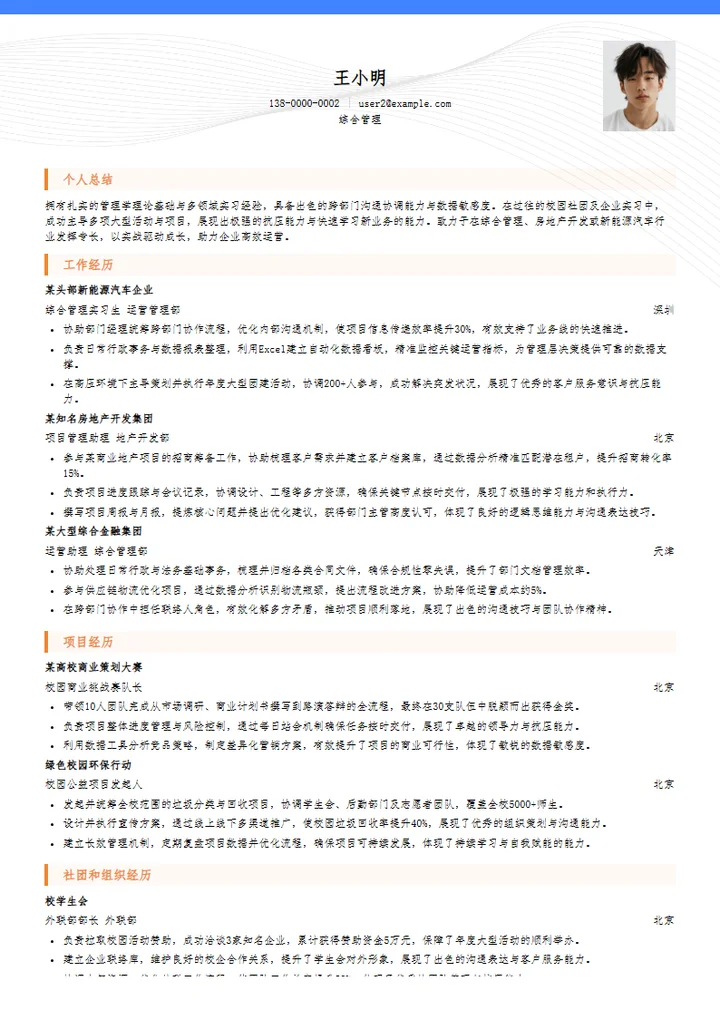 王小明
138-0000-0002 | user2@example.com
综合管理
个人总结
拥有扎实的管理学理论基础与多领域实习经验，具备出色的跨部门沟通协调能力与数据敏感度。在过往的校园社团及企业实习中，
成功主导多项大型活动与项目，展现出极强的抗压能力与快速学习新业务的能力。致力于在综合管理、房地产开发或新能源汽车行
业发挥专长，以实战驱动成长，助力企业高效运营。
工作经历
某头部新能源汽车企业
综合管理实习生 运营管理部 深圳
• 协助部门经理统筹跨部门协作流程，优化内部沟通机制，使项目信息传递效率提升30%，有效支持了业务线的快速推进。
• 负责日常行政事务与数据报表整理，利用Excel建立自动化数据看板，精准监控关键运营指标，为管理层决策提供可靠的数据支
撑。
• 在高压环境下主导策划并执行年度大型团建活动，协调200+人参与，成功解决突发状况，展现了优秀的客户服务意识与抗压能
力。
某知名房地产开发集团
项目管理助理 地产开发部 北京
• 参与某商业地产项目的招商筹备工作，协助梳理客户需求并建立客户档案库，通过数据分析精准匹配潜在租户，提升招商转化率
15%。
• 负责项目进度跟踪与会议记录，协调设计、工程等多方资源，确保关键节点按时交付，展现了极强的学习能力和执行力。
• 撰写项目周报与月报，提炼核心问题并提出优化建议，获得部门主管高度认可，体现了良好的逻辑思维能力与沟通表达技巧。
某大型综合金融集团
运营助理 综合管理部 天津
• 协助处理日常行政与法务基础事务，梳理并归档各类合同文件，确保合规性零失误，提升了部门文档管理效率。
• 参与供应链物流优化项目，通过数据分析识别物流瓶颈，提出流程改进方案，协助降低运营成本约5%。
• 在跨部门协作中担任联络人角色，有效化解多方矛盾，推动项目顺利落地，展现了出色的沟通技巧与团队协作精神。
项目经历
某高校商业策划大赛
校园商业挑战赛队长 北京
• 带领10人团队完成从市场调研、商业计划书撰写到路演答辩的全流程，最终在30支队伍中脱颖而出获得金奖。
• 负责项目整体进度管理与风险控制，通过每日站会机制确保任务按时交付，展现了卓越的领导力与抗压能力。
• 利用数据工具分析竞品策略，制定差异化营销方案，有效提升了项目的商业可行性，体现了敏锐的数据敏感度。
绿色校园环保行动
校园公益项目发起人 北京
• 发起并统筹全校范围的垃圾分类与回收项目，协调学生会、后勤部门及志愿者团队，覆盖全校5000+师生。
• 设计并执行宣传方案，通过线上线下多渠道推广，使校园垃圾回收率提升40%，展现了优秀的组织策划与沟通能力。
• 建立长效管理机制，定期复盘项目数据并优化流程，确保项目可持续发展，体现了持续学习与自我赋能的能力。
社团和组织经历
校学生会
外联部部长 外联部 北京
• 负责拉取校园活动赞助，成功洽谈3家知名企业，累计获得赞助资金5万元，保障了年度大型活动的顺利举办。
• 建立企业联络库，维护良好的校企合作关系，提升了学生会对外形象，展现了出色的沟通表达与客户服务能力。